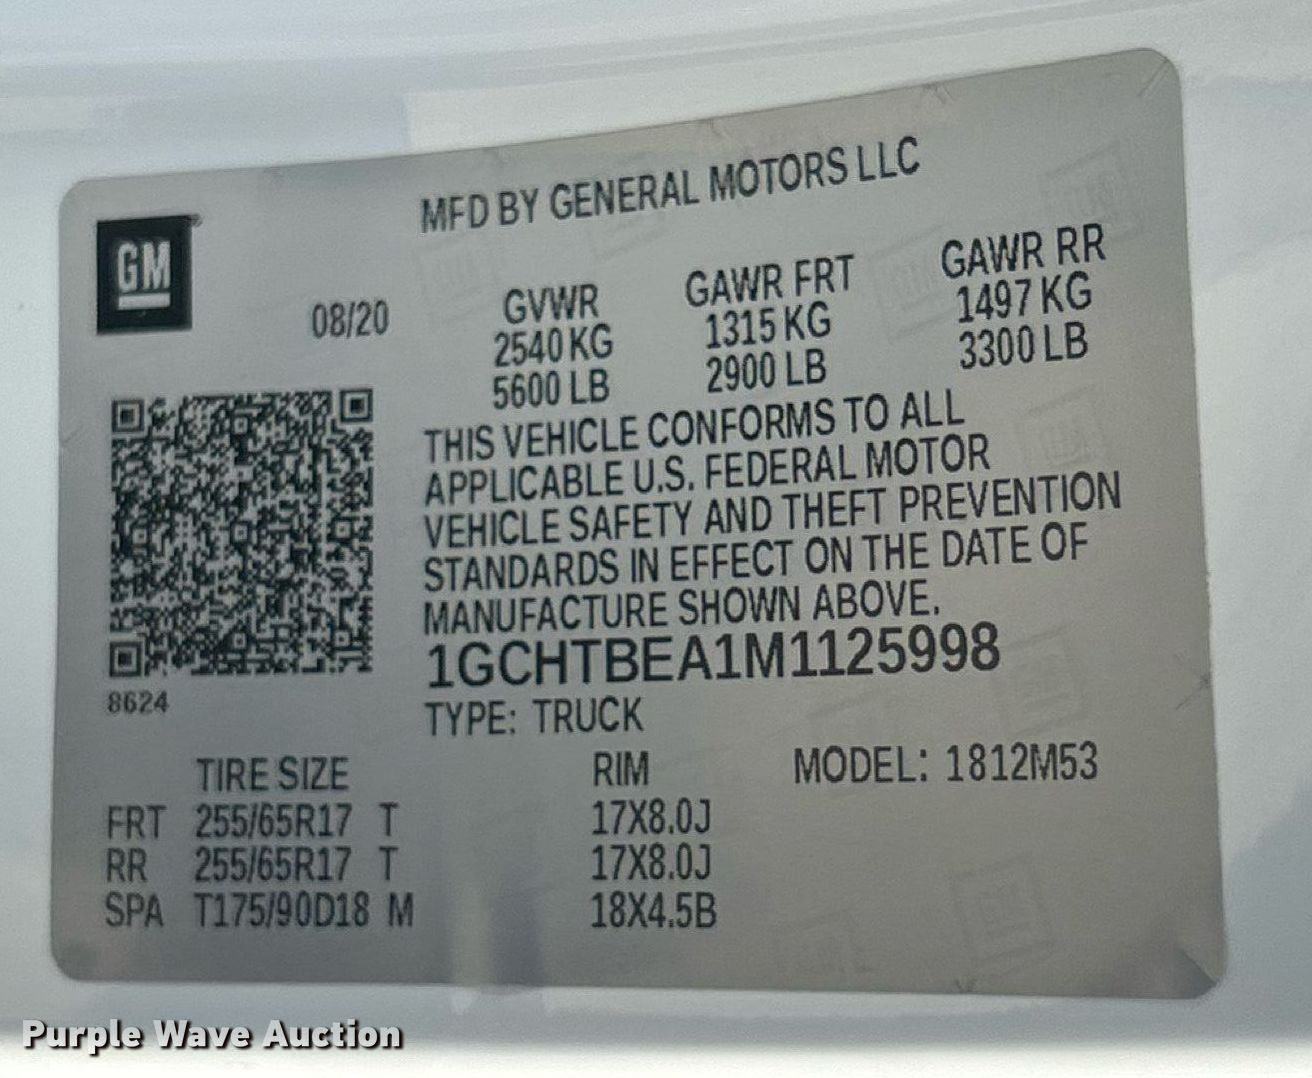 MFD BY GENERAL MOTORS LLC
GM
08/20
GVWR GAWR FRT GAWR RR
2540 KG 1315 KG 1497 KG
5600 LB 2900 LB 3300 LB
THIS VEHICLE CONFORMS TO ALL
APPLICABLE U.S. FEDERAL MOTOR
VEHICLE SAFETY AND THEFT PREVENTION
STANDARDS IN EFFECT ON THE DATE OF
MANUFACTURE SHOWN ABOVE.
1GCHTBEA1M1125998
8624
TYPE: TRUCK
TIRE SIZE RIM MODEL: 1812M53
FRT 255/65R17 T 17X8.0J
RR 255/65R17 T 17X8.0J
SPA T175/90D18 M 18X4.5B
Purple Wave Auction